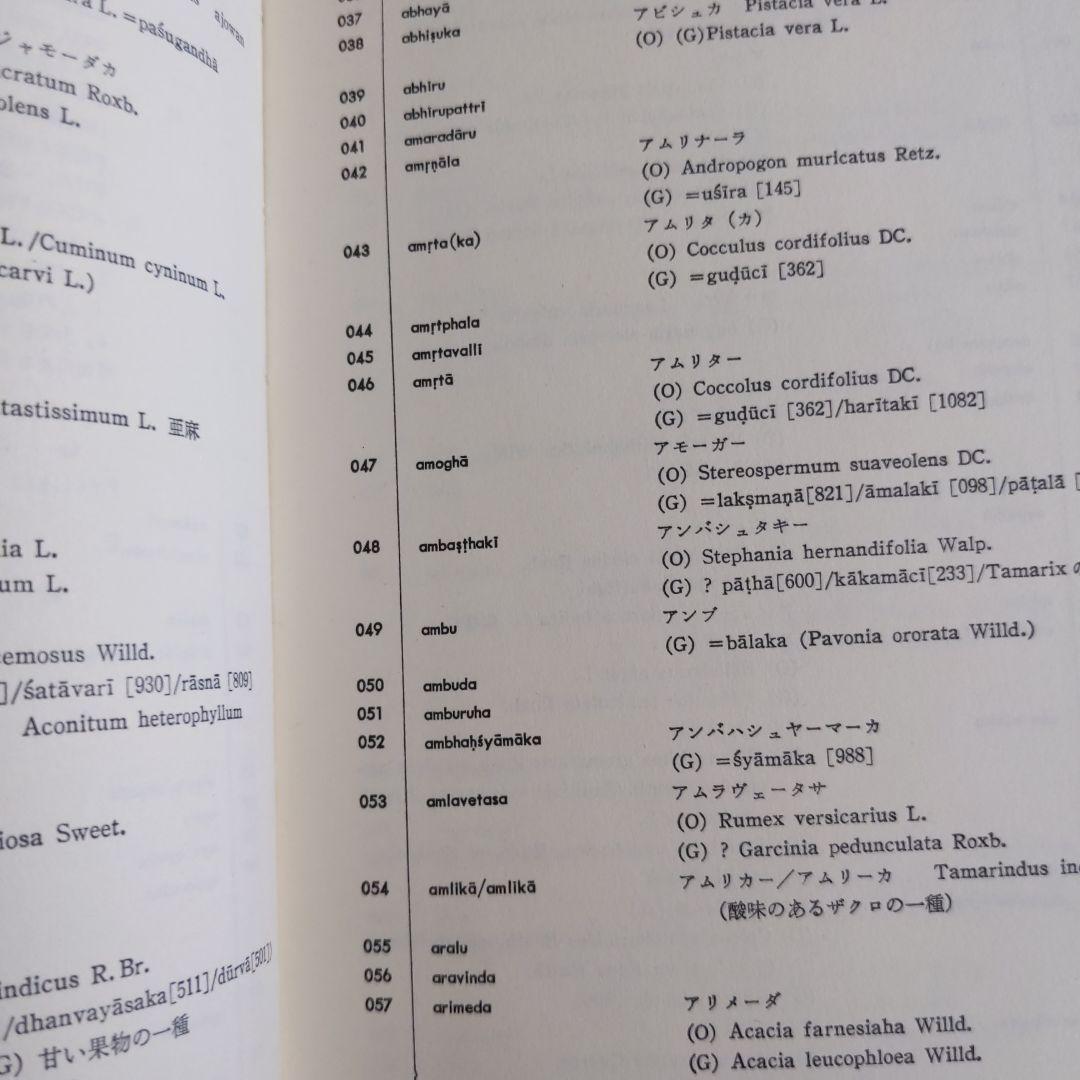 ajowan
L. =paśugandhā
ジャモーダカ
cratum Roxb.
olens L.
L. /Cuminum cyninum L.
carvi L.)
tastissimum L. 亜麻
ia L.
um L.
emosus Willd.
]/śatāvarī [930]/rāsnā [809]
Aconitum heterophyllum
iosa Sweet.
indicus R. Br.
/dhanvayāsaka[511]/dūrvā[501]
G) 甘い果物の一種
037 abhayā
038 abhiṣuka アビシュカ Pistacia vera L.
(O) (G)Pistacia vera L.
039 abhiru
040 abhirupattrī
041 amaradāru
042 amṛṇāla アムリナーラ
(O) Andropogon muricatus Retz.
(G) =uśīra [145]
043 amṛta(ka) アムリタ (カ)
(O) Cocculus cordifolius DC.
(G) =guḍūcī [362]
044 amṛtphala
045 amṛtavallī
046 amṛtā アムリター
(O) Coccolus cordifolius DC.
(G) =guḍūcī [362]/harītakī [1082]
047 amoghā アモーガー
(O) Stereospermum suaveolens DC.
(G) =lakṣmaṇā[821]/āmalakī [098]/pāṭalā [
048 ambaṣṭhakī アンバシュタキー
(O) Stephania hernandifolia Walp.
(G) ? pāṭhā[600]/kākamācī[233]/Tamarix の
049 ambu アンブ
(G) =bālaka (Pavonia ororata Willd.)
050 ambuda
051 amburuha
052 ambhaḥśyāmāka アンバハシュヤーマーカ
(G) =śyāmāka [988]
053 amlavetasa アムラヴェータサ
(O) Rumex versicarius L.
(G) ? Garcinia pedunculata Roxb.
054 amlikā/amlīkā アムリカー/アムリーカ Tamarindus in
(酸味のあるザクロの一種)
055 aralu
056 aravinda
057 arimeda アリメーダ
(O) Acacia farnesiaha Willd.
(G) Acacia leucophloea Willd.